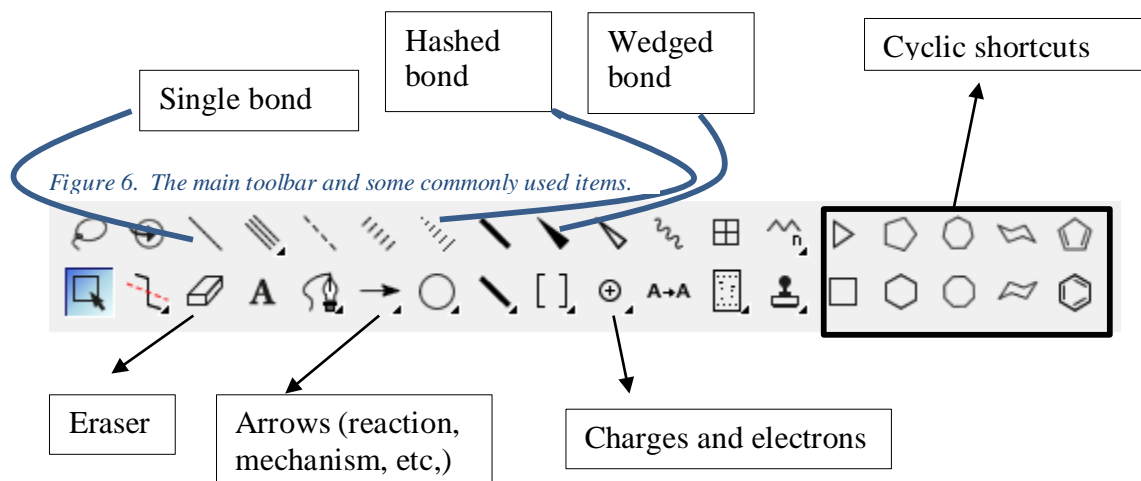 Hashed
bond
Wedged
bond
Cyclic shortcuts
Single bond
Figure 6. The main toolbar and some commonly used items.
n
A
[ ]
A→A
Eraser
Arrows (reaction,
mechanism, etc,)
Charges and electrons